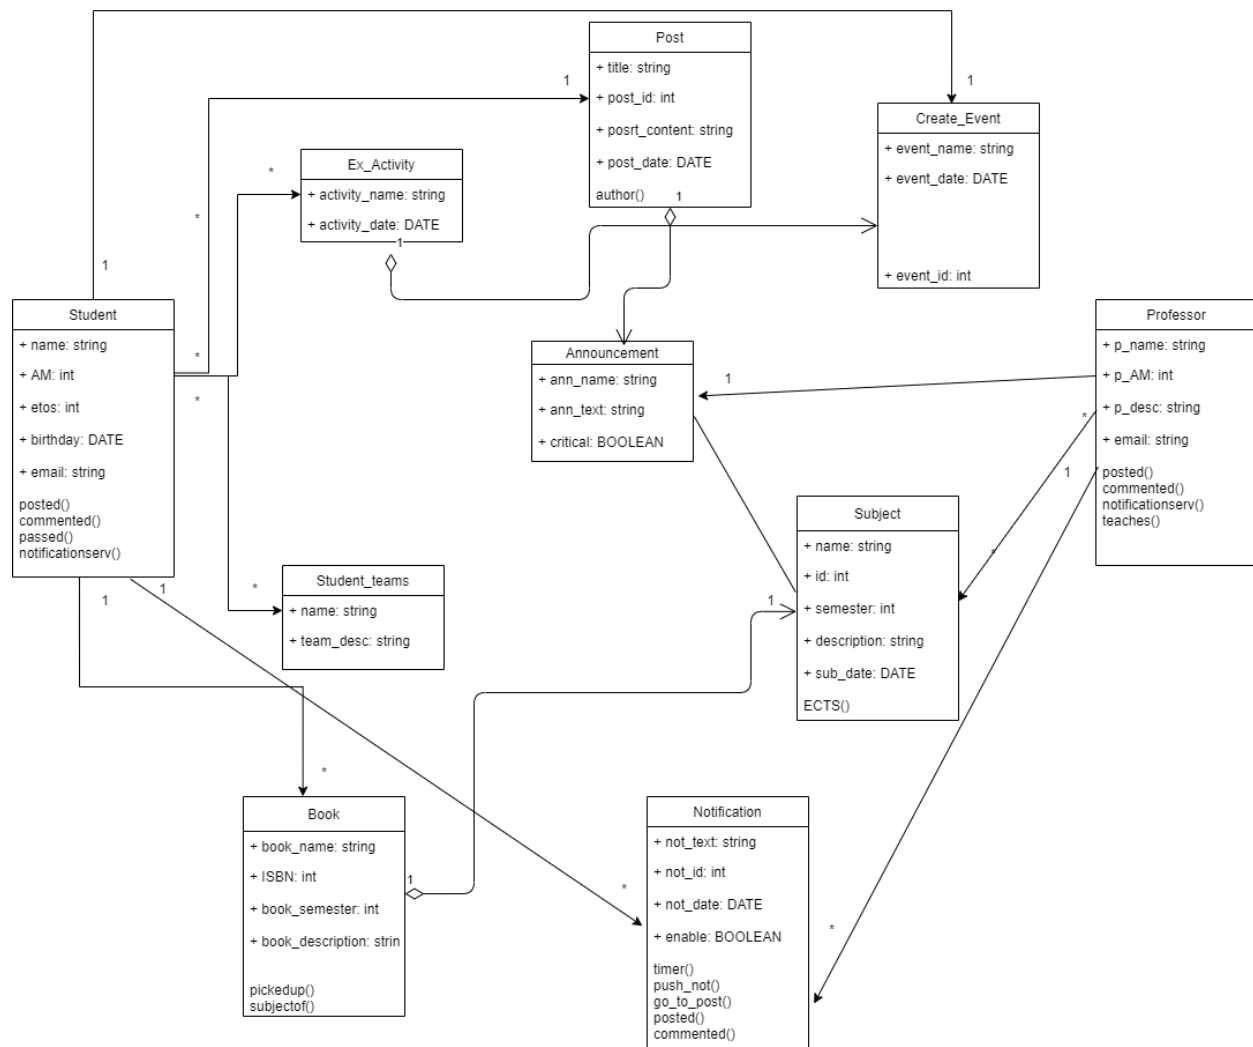 Post
+ title: string
+ post_id: int
+ posrt_content: string
+ post_date: DATE
author()
1
1
*
1
Create_Event
+ event_name: string
+ event_date: DATE
+ event_id: int
Ex_Activity
+ activity_name: string
+ activity_date: DATE
1
*
1
*
*
Student
+ name: string
+ AM: int
+ etos: int
+ birthday: DATE
+ email: string
posted()
commented()
passed()
notificationserv()
1
1
Announcement
+ ann_name: string
+ ann_text: string
+ critical: BOOLEAN
1
Professor
+ p_name: string
+ p_AM: int
+ p_desc: string
+ email: string
posted()
commented()
notificationserv()
teaches()
*
1
*
Subject
+ name: string
+ id: int
+ semester: int
+ description: string
+ sub_date: DATE
ECTS()
1
Student_teams
+ name: string
+ team_desc: string
*
*
Book
+ book_name: string
+ ISBN: int
+ book_semester: int
+ book_description: strin
pickedup()
subjectof()
1
*
Notification
+ not_text: string
+ not_id: int
+ not_date: DATE
+ enable: BOOLEAN
timer()
push_not()
go_to_post()
posted()
commented()
*